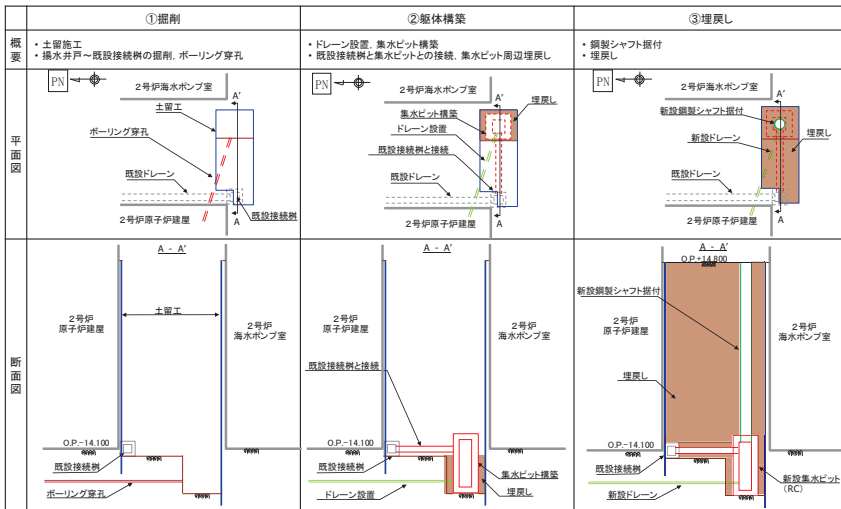 ①掘削
②躯体構築
③埋戻し
概要
・土留施工
・揚水井戸～既設接続桝の掘削，ボーリング穿孔
・ドレーン設置，集水ピット構築
・既設接続桝と集水ピットとの接続，集水ピット周辺埋戻し
・鋼製シャフト据付
・埋戻し
平面図
PN
2号炉海水ポンプ室
A'
土留工
ボーリング穿孔
既設ドレーン
A
既設接続桝
2号炉原子炉建屋
PN
2号炉海水ポンプ室
A'
集水ピット構築
埋戻し
ドレーン設置
既設接続桝と接続
既設ドレーン
A
2号炉原子炉建屋
PN
2号炉海水ポンプ室
A'
新設鋼製シャフト据付
新設ドレーン
埋戻し
既設ドレーン
A
2号炉原子炉建屋
断面図
A - A'
土留工
2号炉
原子炉建屋
2号炉
海水ポンプ室
O.P.-14.100
既設接続桝
ボーリング穿孔
A - A'
2号炉
原子炉建屋
2号炉
海水ポンプ室
既設接続桝と接続
O.P.-14.100
既設接続桝
集水ピット構築
ドレーン設置
埋戻し
A - A'
O.P.+14.800
新設鋼製シャフト据付
2号炉
原子炉建屋
2号炉
海水ポンプ室
埋戻し
O.P.-14.100
既設接続桝
新設ドレーン
新設集水ピット
(RC)